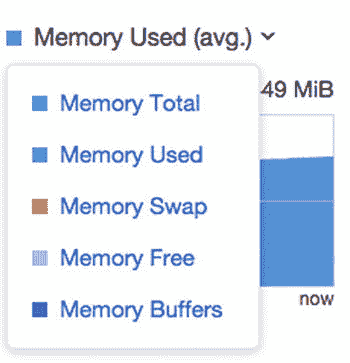 Memory Used (avg.)
49 MiB
Memory Total
Memory Used
Memory Swap
Memory Free
Memory Buffers
now